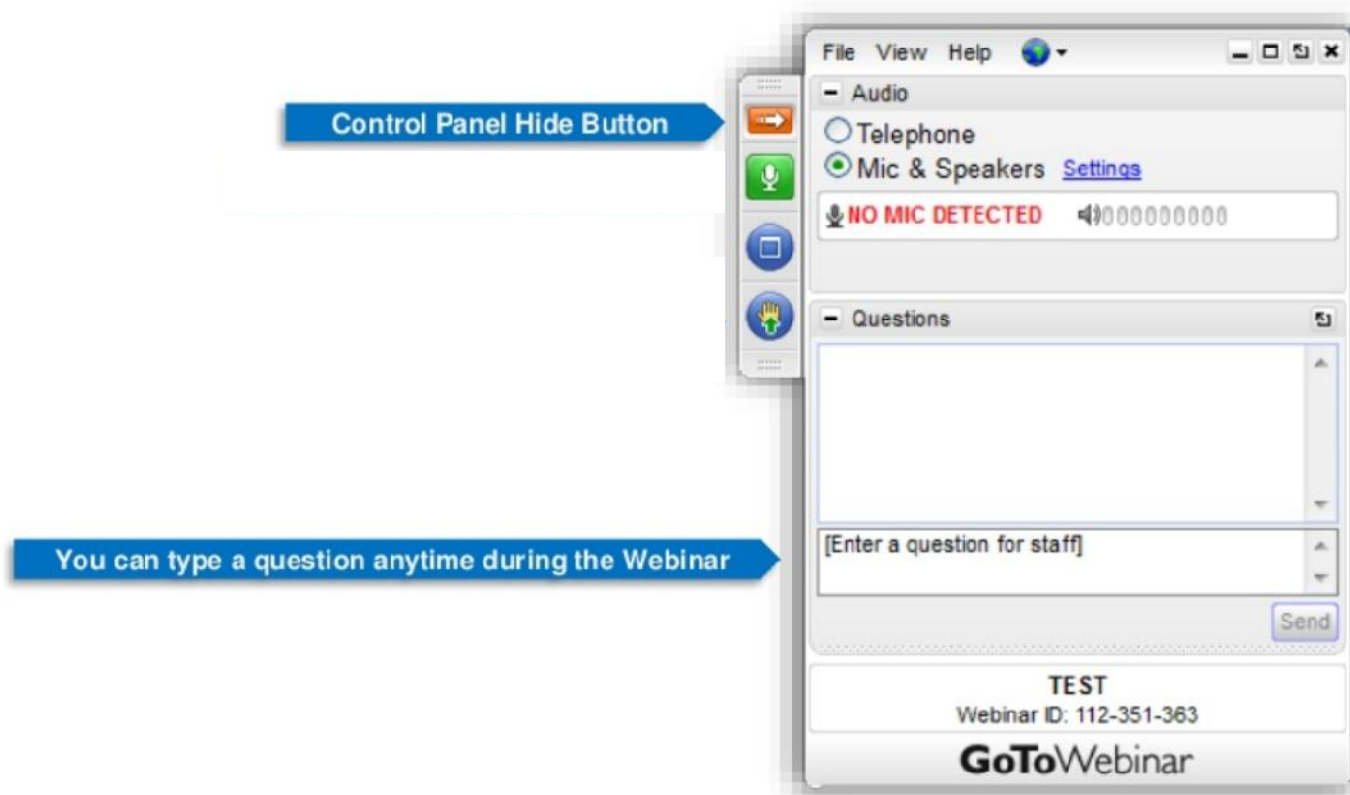 File View Help
Audio
Control Panel Hide Button
Telephone
Mic & Speakers Settings
NO MIC DETECTED
Questions
You can type a question anytime during the Webinar
[Enter a question for staff]
Send
TEST
Webinar ID: 112-351-363
GoToWebinar